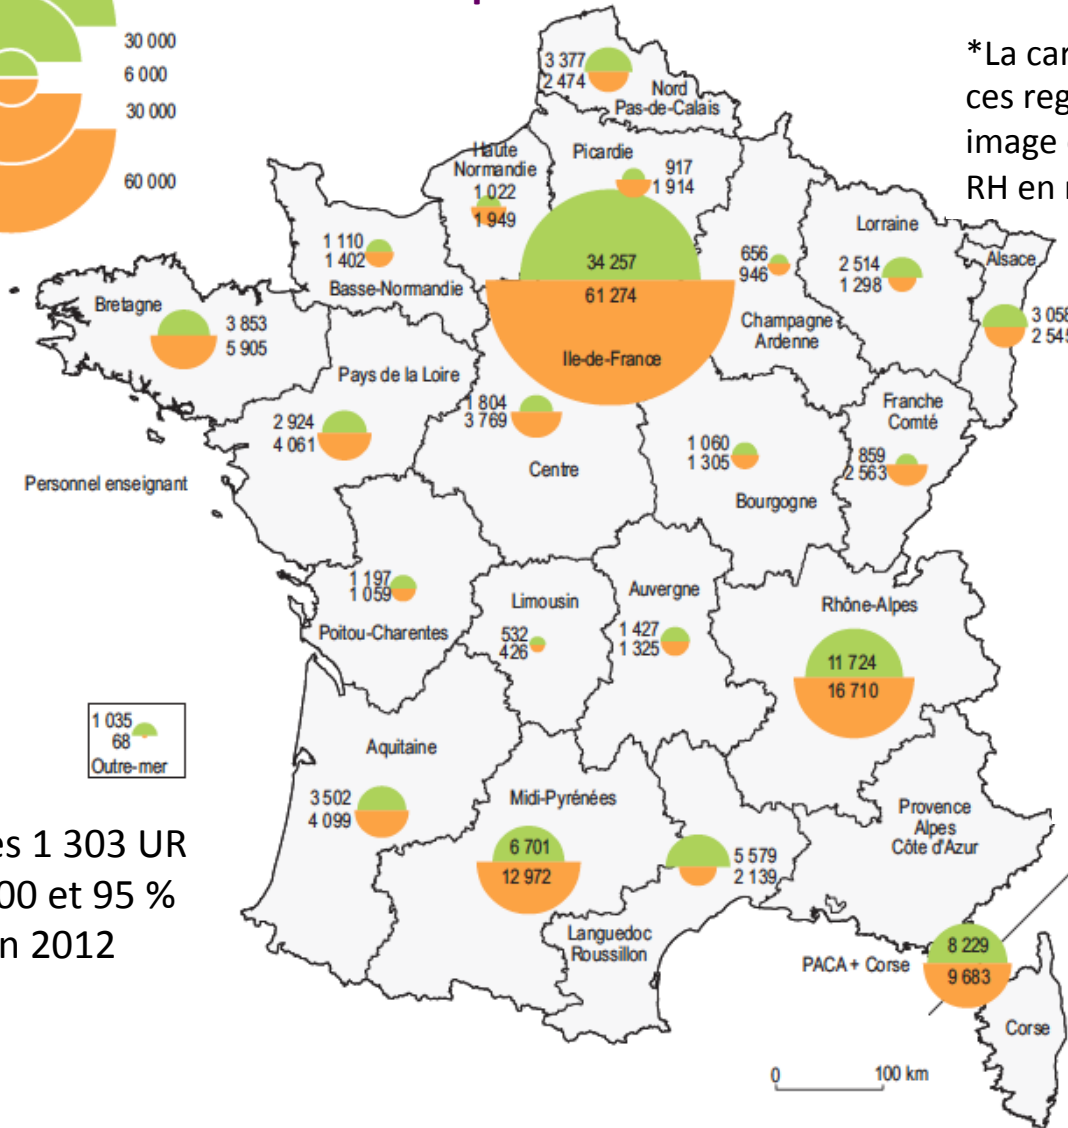 30 000
6 000
30 000
60 000
*La
ces
image
RH en
3 377
2 474
Nord
Pas-de-Calais
Haute
Normandie
1 022
1 949
Picardie
917
1 914
1 110
1 402
Basse-Normandie
34 257
61 274
Ile-de-France
656
946
Champagne
Ardenne
Lorraine
2 514
1 298
Alsace
3 058
2 545
Bretagne
3 853
5 905
Pays de la Loire
2 924
4 061
1 804
3 769
Centre
1 060
1 305
Bourgogne
Franche
Comté
859
2 563
Personnel enseignant
1 197
1 059
Poitou-Charentes
Limousin
532
426
Auvergne
1 427
1 325
Rhône-Alpes
11 724
16 710
1 035
68
Outre-mer
Aquitaine
3 502
4 099
Midi-Pyrénées
6 701
12 972
5 579
2 139
Languedoc
Roussillon
Provence
Alpes
Côte d'Azur
PACA + Corse
8 229
9 683
Corse
1 303 UR
00 et 95 %
n 2012
0
100 km